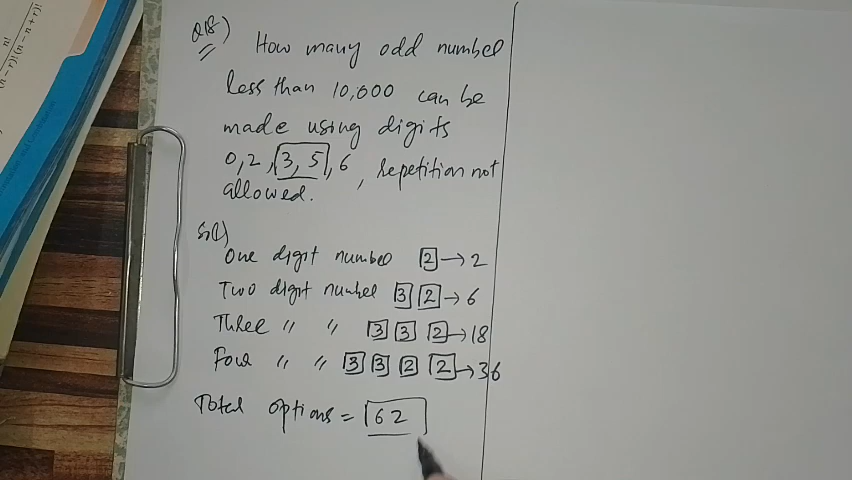 n!
(n-r)!(n-n+r)!
Q18) How many odd number
less than 10,000 can be
made using digits
0,2,3,5,6, repetition not
allowed.
Sol)
One digit number 2→2
Two digit number 3 2→6
Three " " 3 3 2→18
Four " " 3 3 2 2→36
Total options = 62